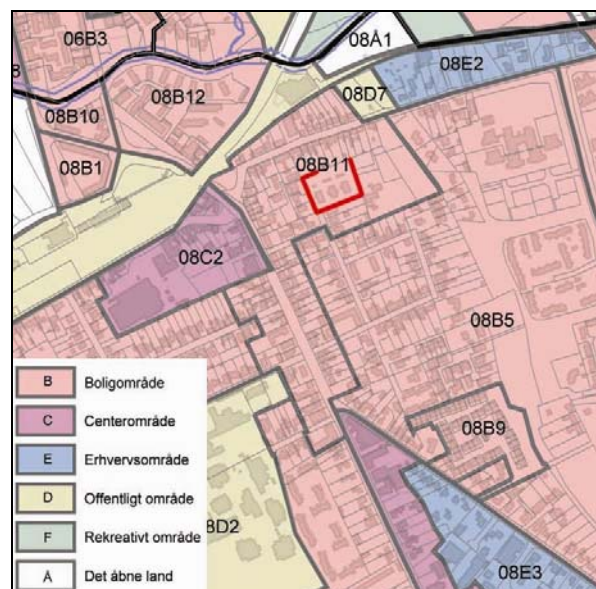 06B3
08Å1
08E2
8
08B12
08D7
08B10
08B11
08B1
08C2
08B5
08B9
8D2
08E3
B Boligområde
C Centerområde
E Erhvervsområde
D Offentligt område
F Rekreativt område
Å Det åbne land